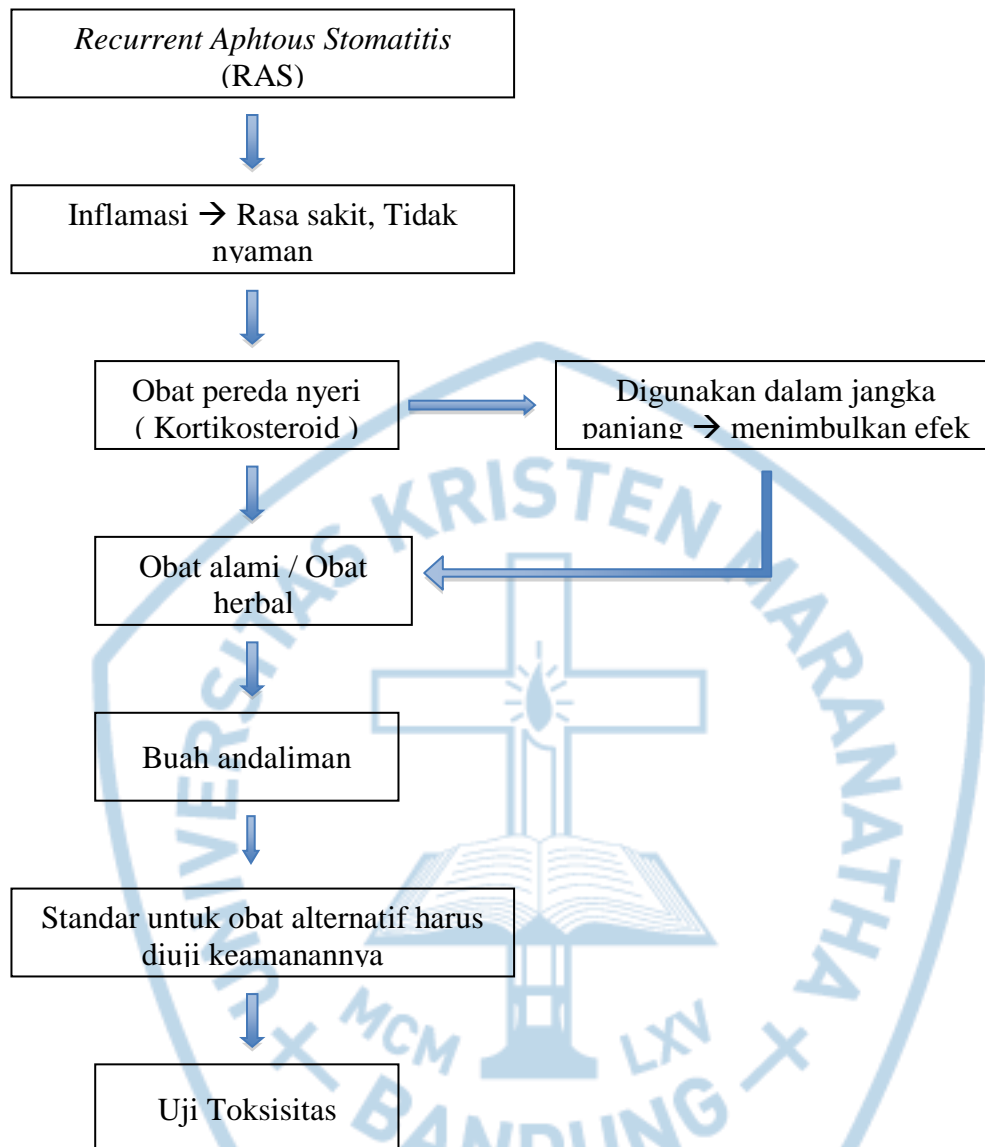 Recurrent Aphtous Stomatitis
(RAS)
Inflamasi → Rasa sakit, Tidak
nyaman
Obat pereda nyeri
( Kortikosteroid )
Digunakan dalam jangka
panjang → menimbulkan efek
Obat alami / Obat
herbal
Buah andaliman
Standar untuk obat alternatif harus
diuji keamanannya
Uji Toksisitas
UNIVERSITAS KRISTEN MARANATHA
MCM LXV
BANDUNG